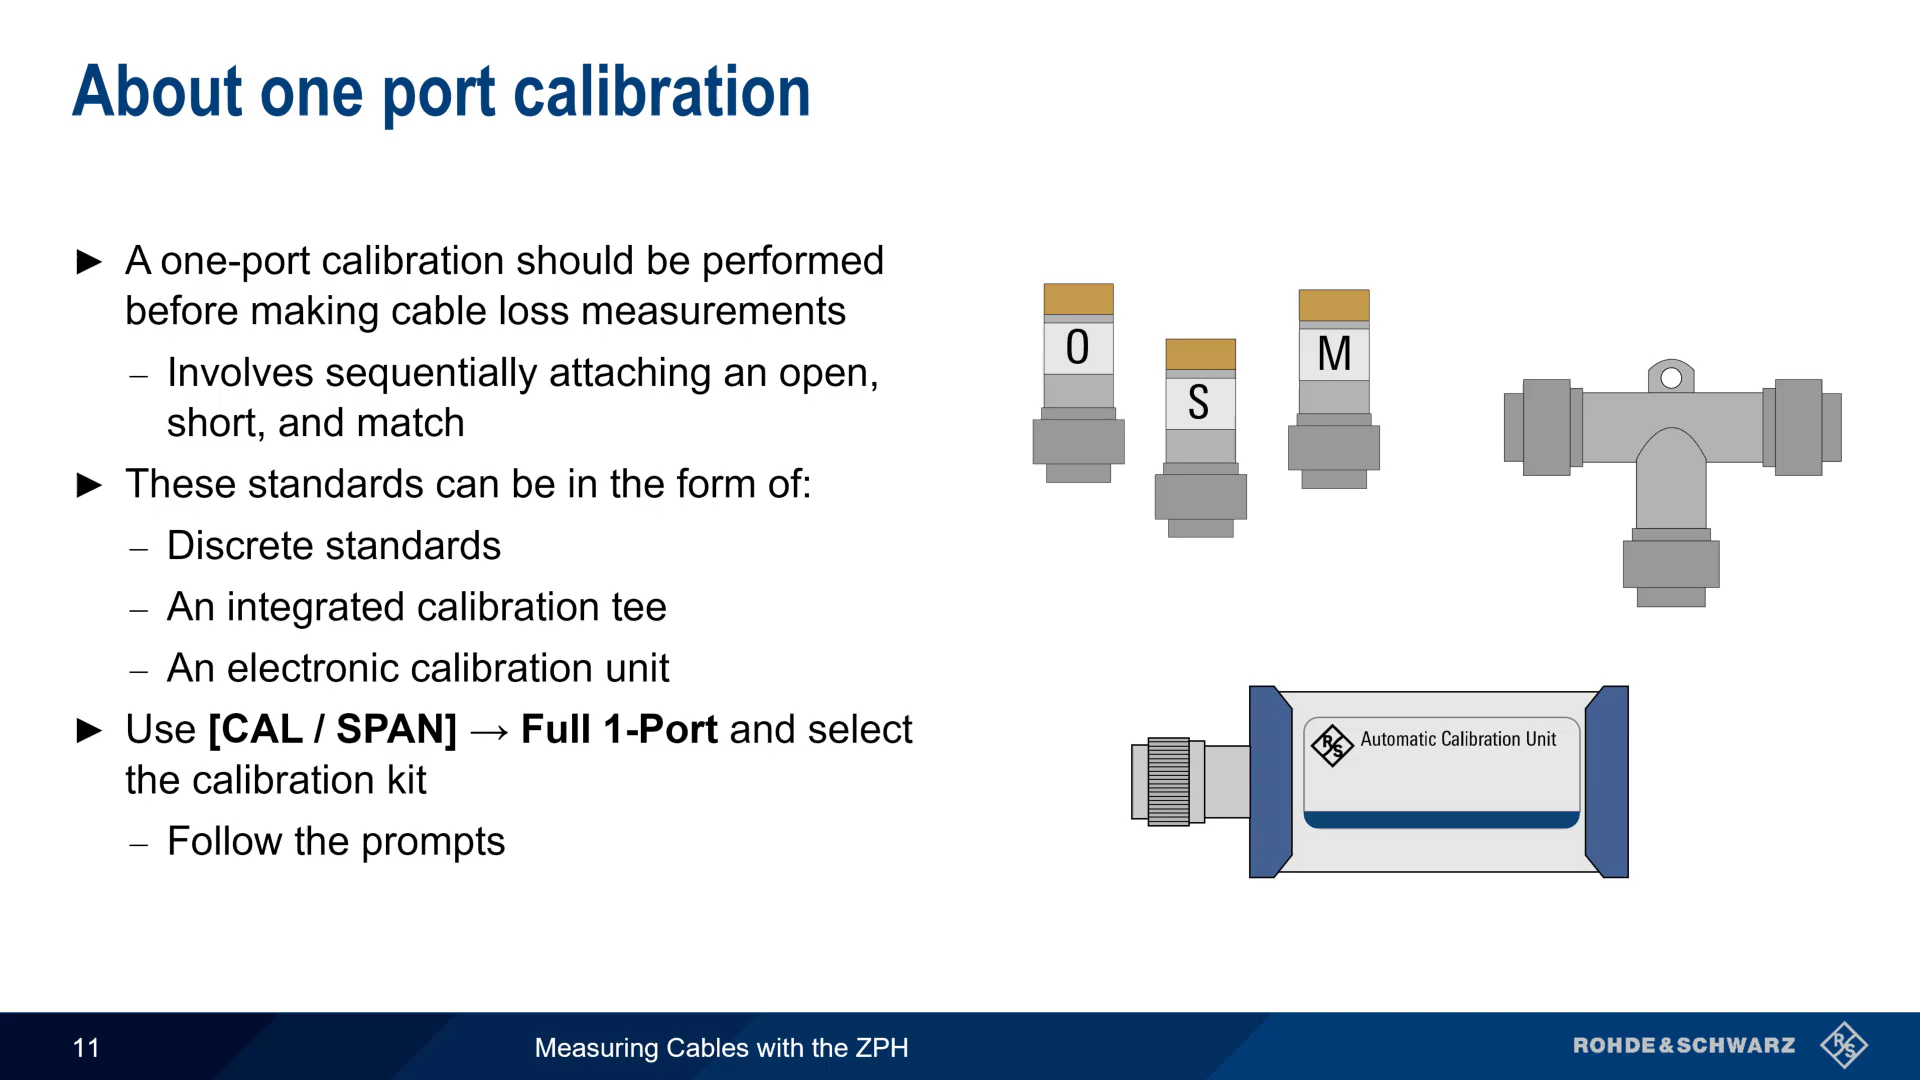 About one port calibration
► A one-port calibration should be performed
before making cable loss measurements
– Involves sequentially attaching an open,
short, and match
► These standards can be in the form of:
– Discrete standards
– An integrated calibration tee
– An electronic calibration unit
► Use [CAL / SPAN] → Full 1-Port and select
the calibration kit
– Follow the prompts
O
S
M
R&S Automatic Calibration Unit
11
Measuring Cables with the ZPH
ROHDE&SCHWARZ
R&S